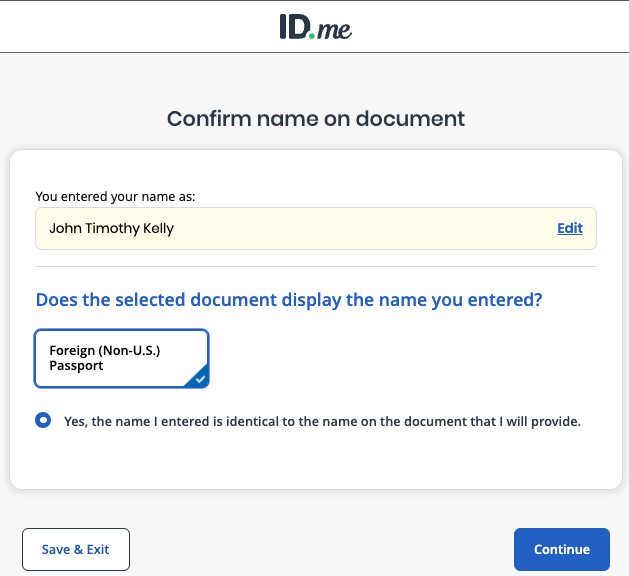 ID.me
Confirm name on document
You entered your name as:
John Timothy Kelly Edit
Does the selected document display the name you entered?
Foreign (Non-U.S.)
Passport
Yes, the name I entered is identical to the name on the document that I will provide.
Save & Exit Continue